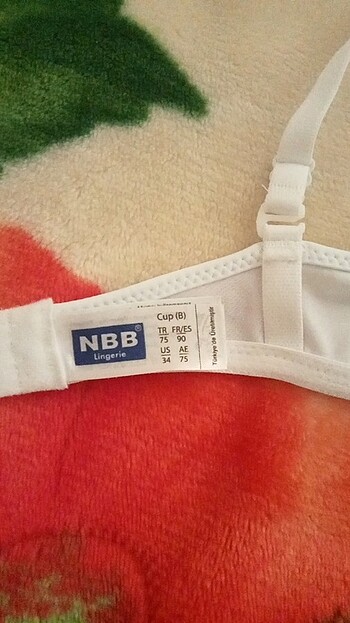 NBB®
Lingerie
Cup (B)
TR FR/ES
75 90
US AE
34 75
Türkiye'de Üretilmiştir